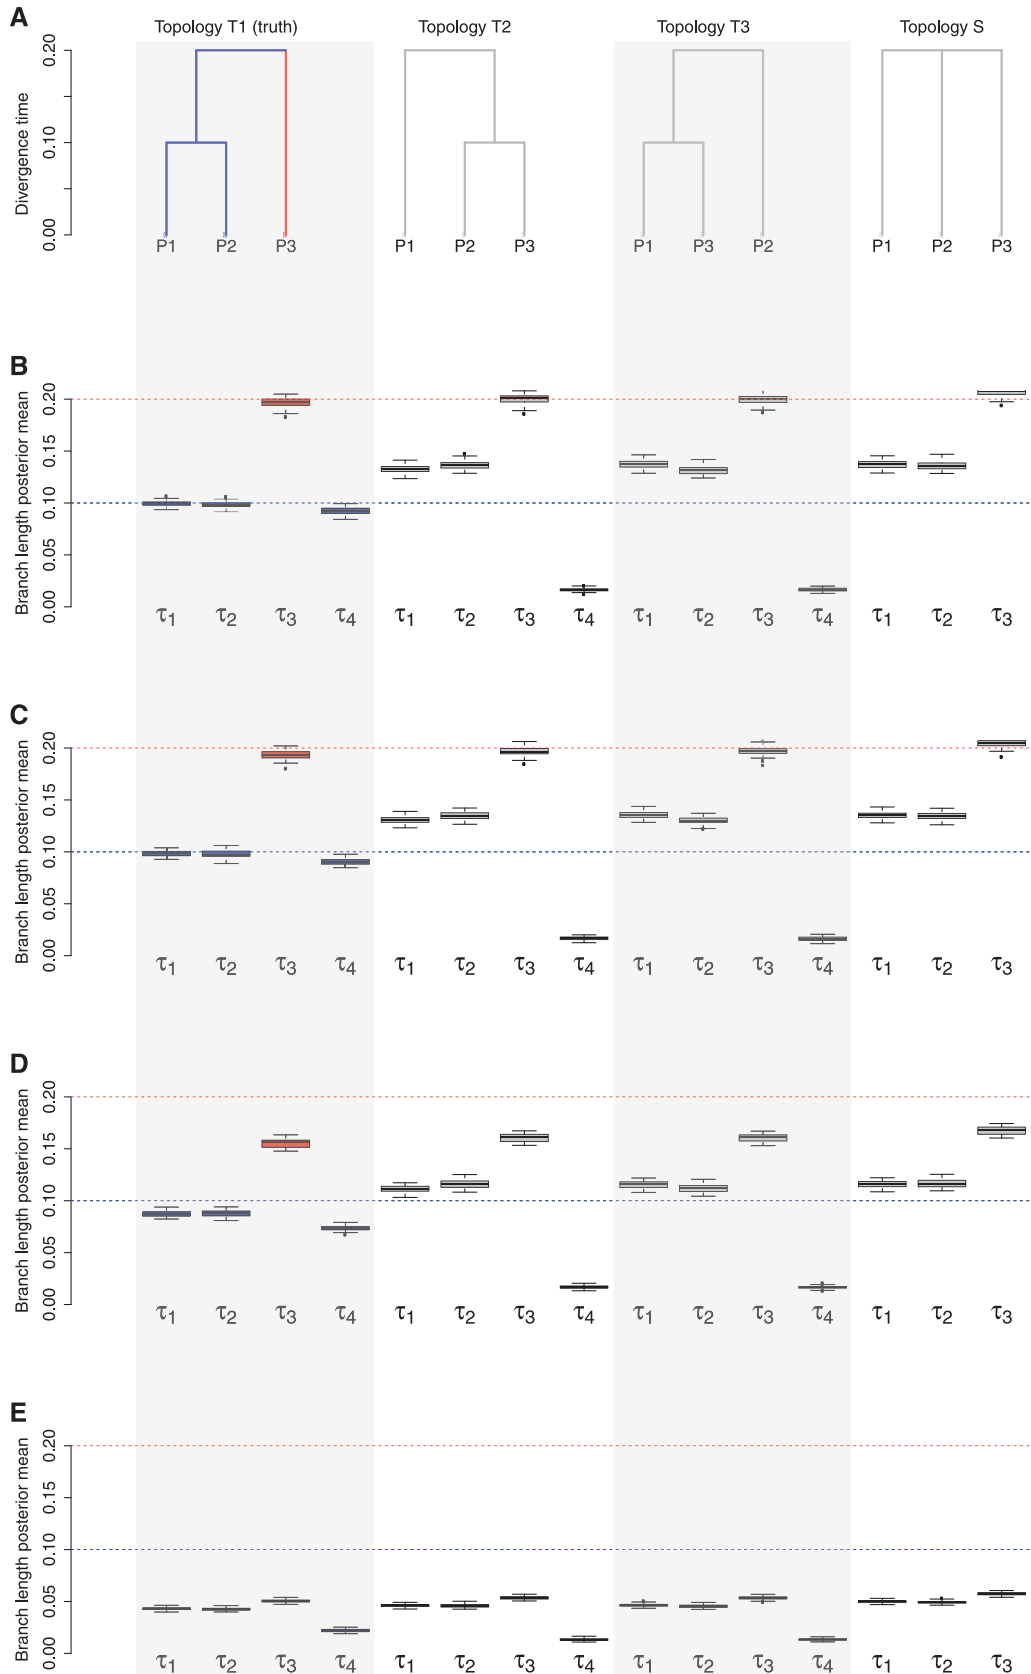 A
Topology T1 (truth)
Topology T2
Topology T3
Topology S
Divergence time
0.20
0.10
0.00
P1 P2 P3
P1 P2 P3
P1 P3 P2
P1 P2 P3
B
Branch length posterior mean
0.20
0.15
0.10
0.05
0.00
τ1 τ2 τ3 τ4 τ1 τ2 τ3 τ4 τ1 τ2 τ3 τ4 τ1 τ2 τ3
C
Branch length posterior mean
0.20
0.15
0.10
0.05
0.00
τ1 τ2 τ3 τ4 τ1 τ2 τ3 τ4 τ1 τ2 τ3 τ4 τ1 τ2 τ3
D
Branch length posterior mean
0.20
0.15
0.10
0.05
0.00
τ1 τ2 τ3 τ4 τ1 τ2 τ3 τ4 τ1 τ2 τ3 τ4 τ1 τ2 τ3
E
Branch length posterior mean
0.20
0.15
0.10
0.05
0.00
τ1 τ2 τ3 τ4 τ1 τ2 τ3 τ4 τ1 τ2 τ3 τ4 τ1 τ2 τ3